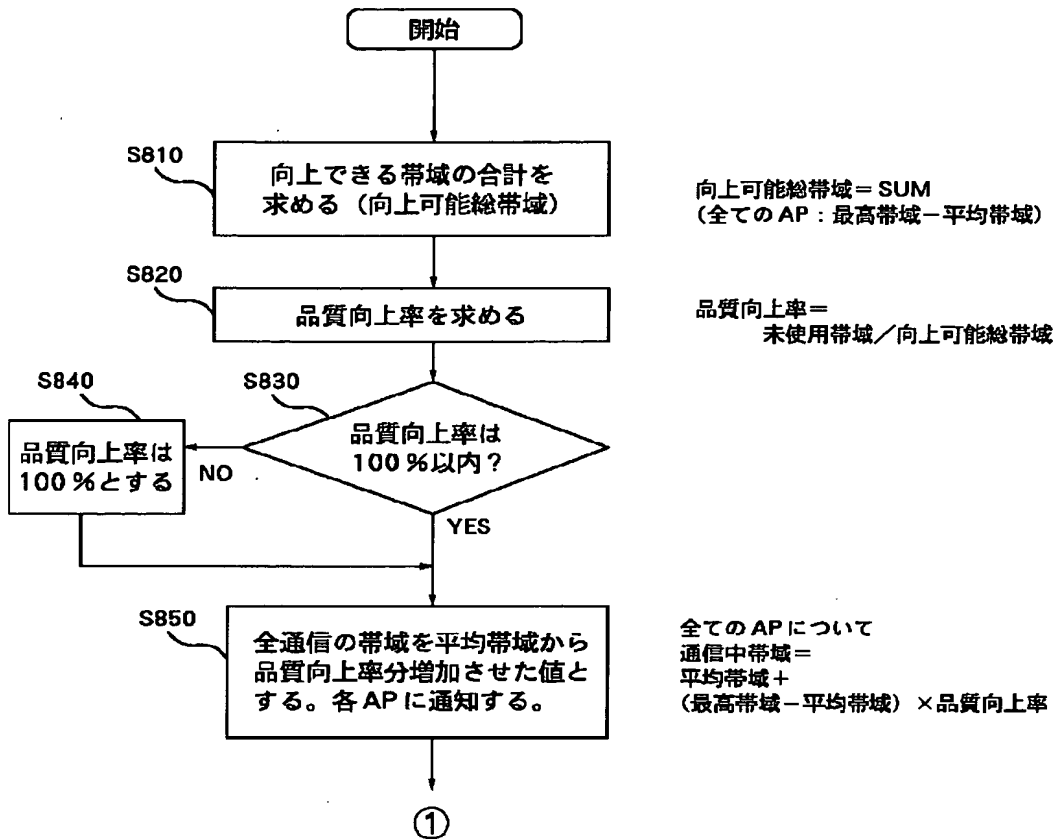 開始
S810
向上できる帯域の合計を
求める（向上可能総帯域）
向上可能総帯域＝SUM
（全てのAP：最高帯域－平均帯域）
S820
品質向上率を求める
品質向上率＝
未使用帯域／向上可能総帯域
S840
S830
品質向上率は
100％とする
NO
品質向上率は
100％以内？
YES
S850
全通信の帯域を平均帯域から
品質向上率分増加させた値と
する。各APに通知する。
全てのAPについて
通信中帯域＝
平均帯域＋
(最高帯域－平均帯域）×品質向上率
①